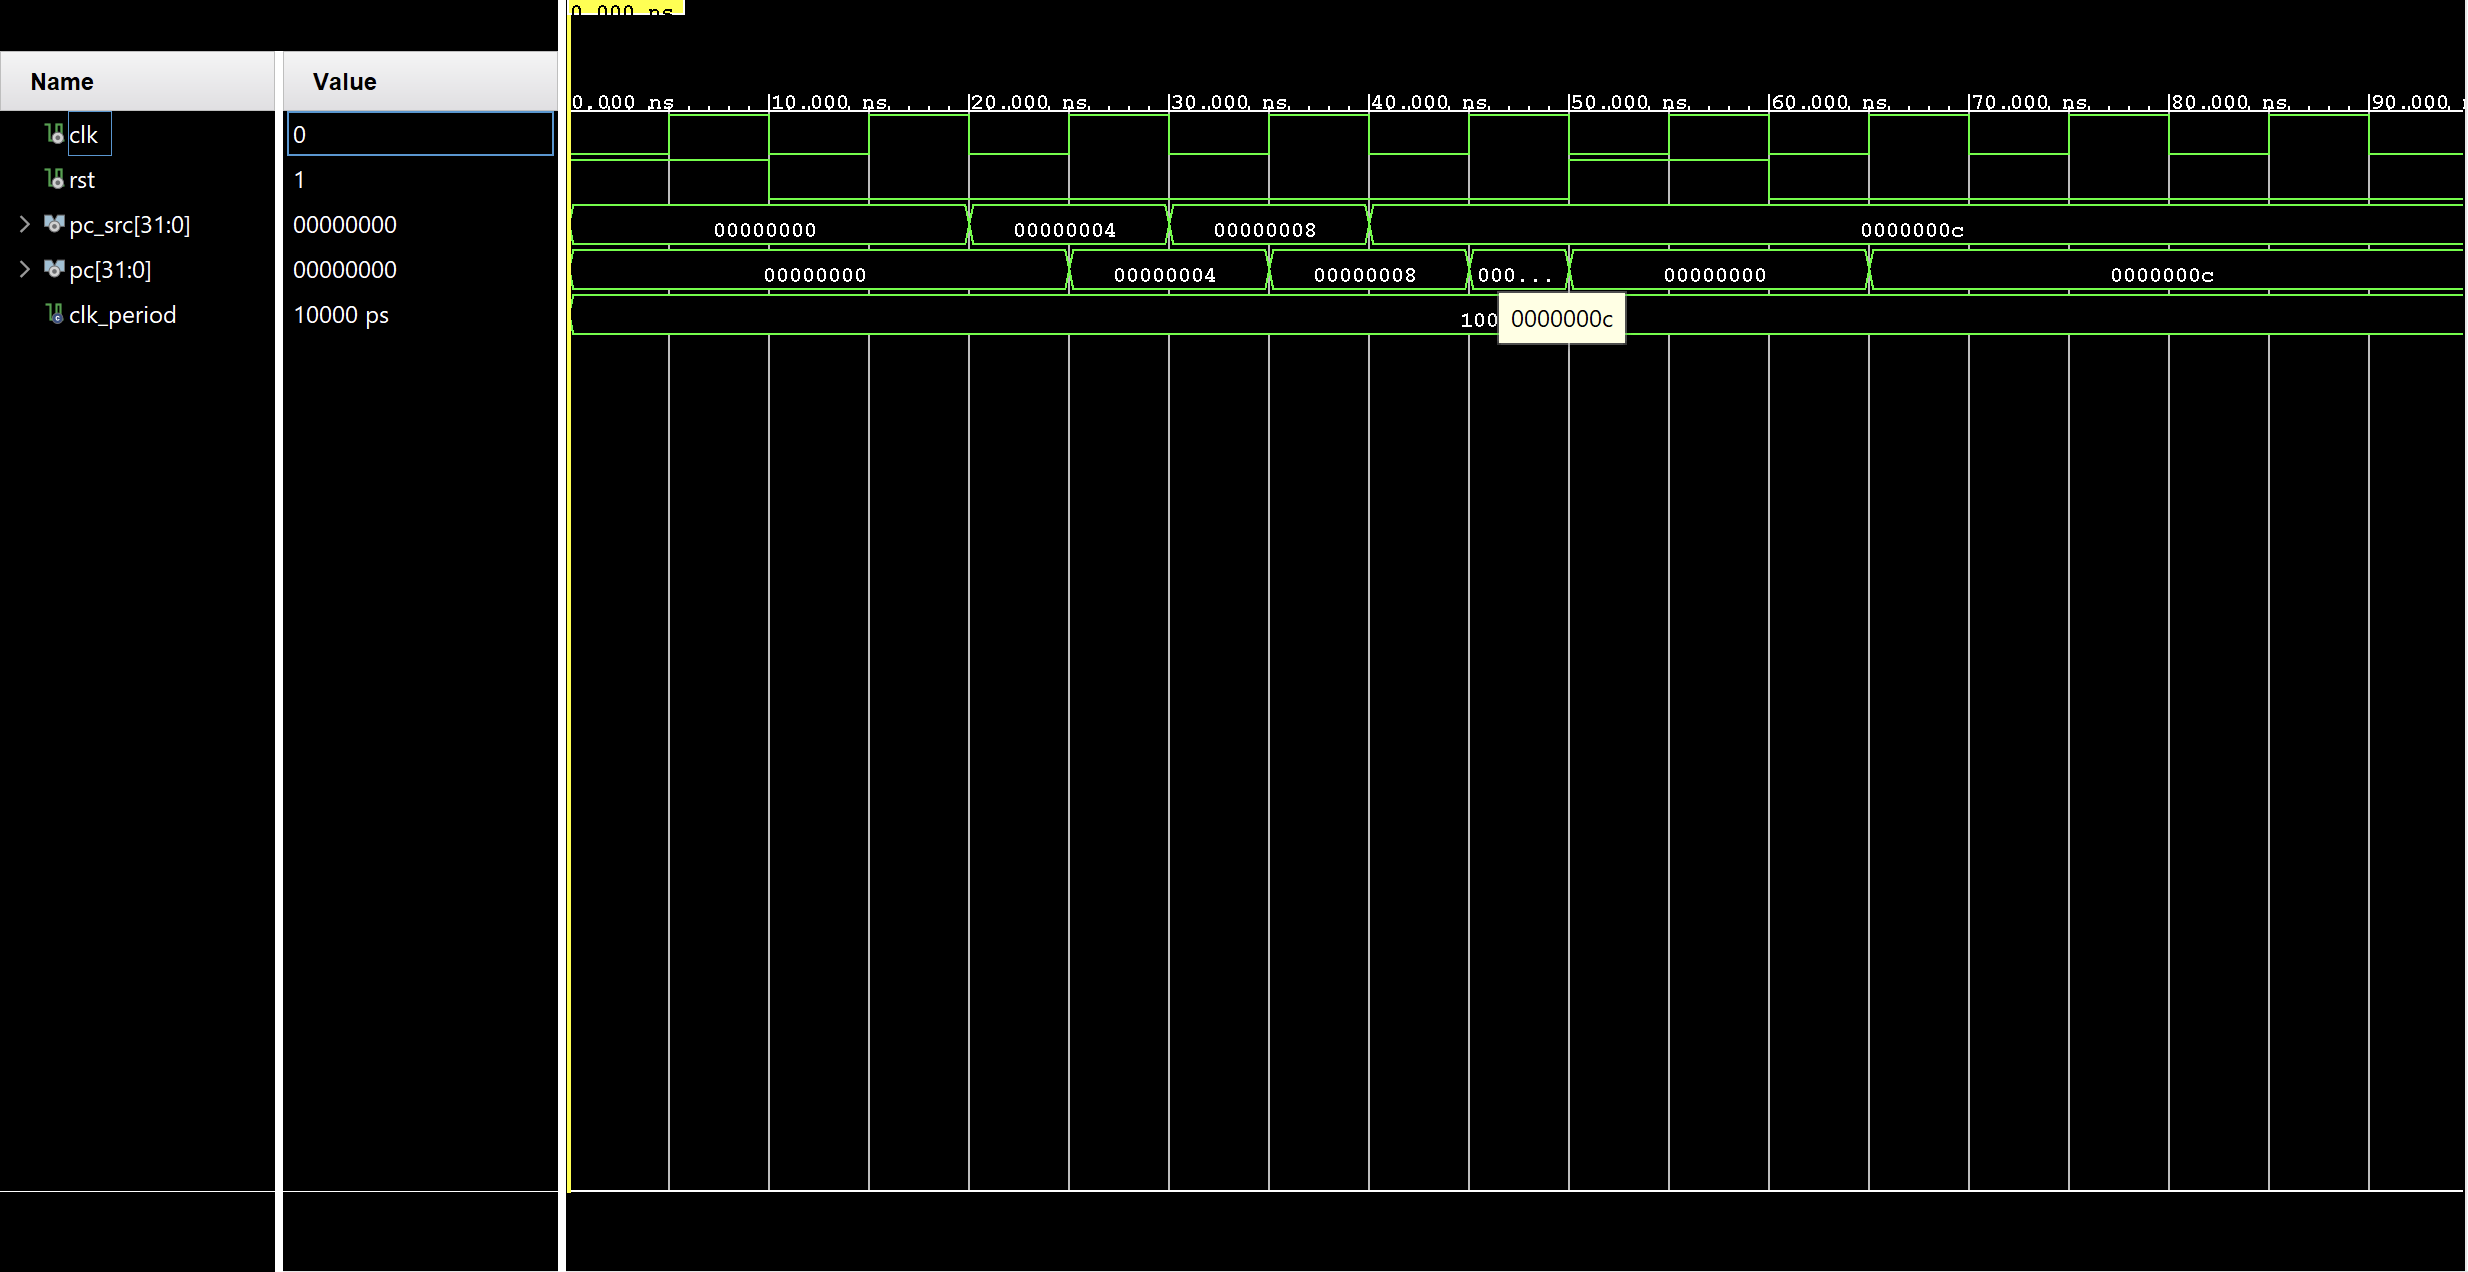 0.000 ns
Name Value
0.000 ns 10.000 ns 20.000 ns 30.000 ns 40.000 ns 50.000 ns 60.000 ns 70.000 ns 80.000 ns 90.000
clk 0
rst 1
pc_src[31:0] 00000000 00000000 00000004 00000008 0000000c
pc[31:0] 00000000 00000000 00000004 00000008 000... 00000000 0000000c
clk_period 10000 ps 100
0000000c